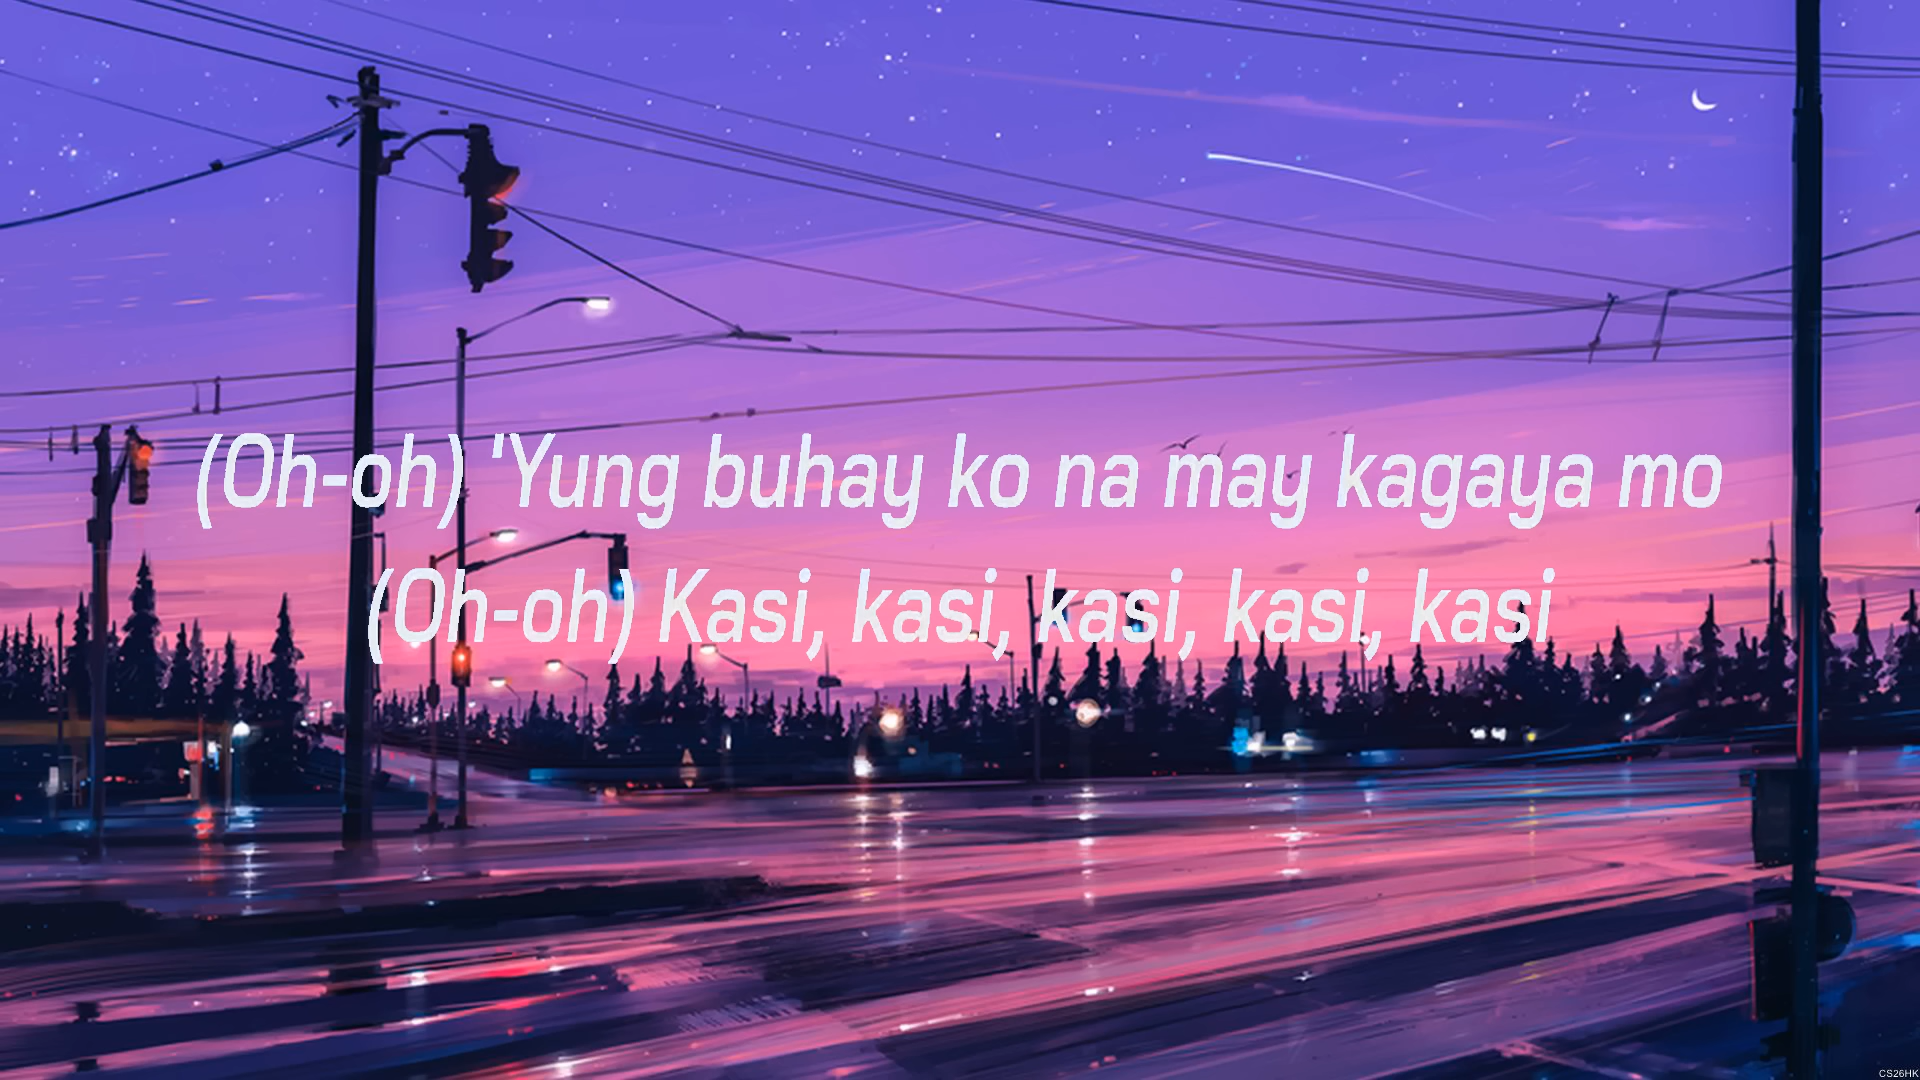 (Oh-oh) 'Yung buhay ko na may kagaya mo
(Oh-oh) Kasi, kasi, kasi, kasi, kasi
CS26HK